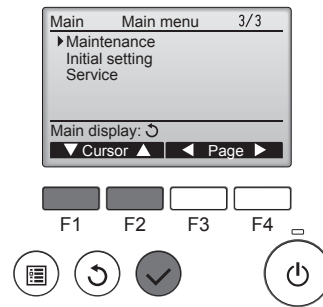 Main Main menu 3/3
Maintenance
Initial setting
Service
Main display:
Cursor Page
F1 F2 F3 F4